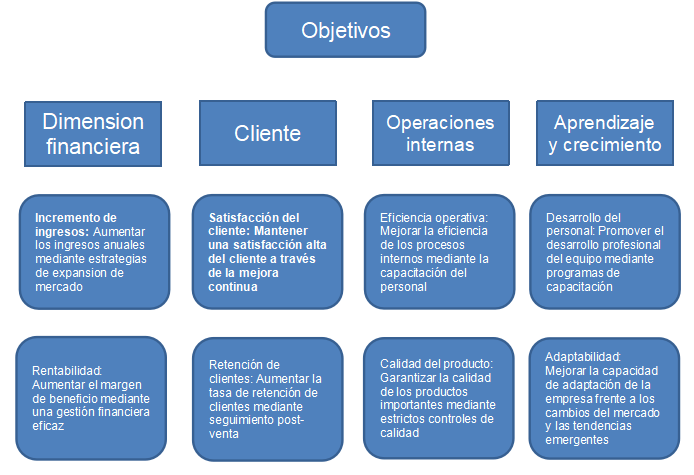 Objetivos
Dimension
financiera
Cliente
Operaciones
internas
Aprendizaje
y crecimiento
Incremento de
ingresos: Aumentar
los ingresos anuales
mediante estrategias
de expansion de
mercado
Satisfacción del
cliente: Mantener
una satisfacción alta
del cliente a través
de la mejora
continua
Eficiencia operativa:
Mejorar la eficiencia
de los procesos
internos mediante la
capacitación del
personal
Desarrollo del
personal: Promover el
desarrollo profesional
del equipo mediante
programas de
capacitación
Rentabilidad:
Aumentar el margen
de beneficio mediante
una gestión financiera
eficaz
Retención de
clientes: Aumentar la
tasa de retención de
clientes mediante
seguimiento post-
venta
Calidad del producto:
Garantizar la calidad
de los productos
importantes mediante
estrictos controles de
calidad
Adaptabilidad:
Mejorar la capacidad
de adaptación de la
empresa frente a los
cambios del mercado
y las tendencias
emergentes